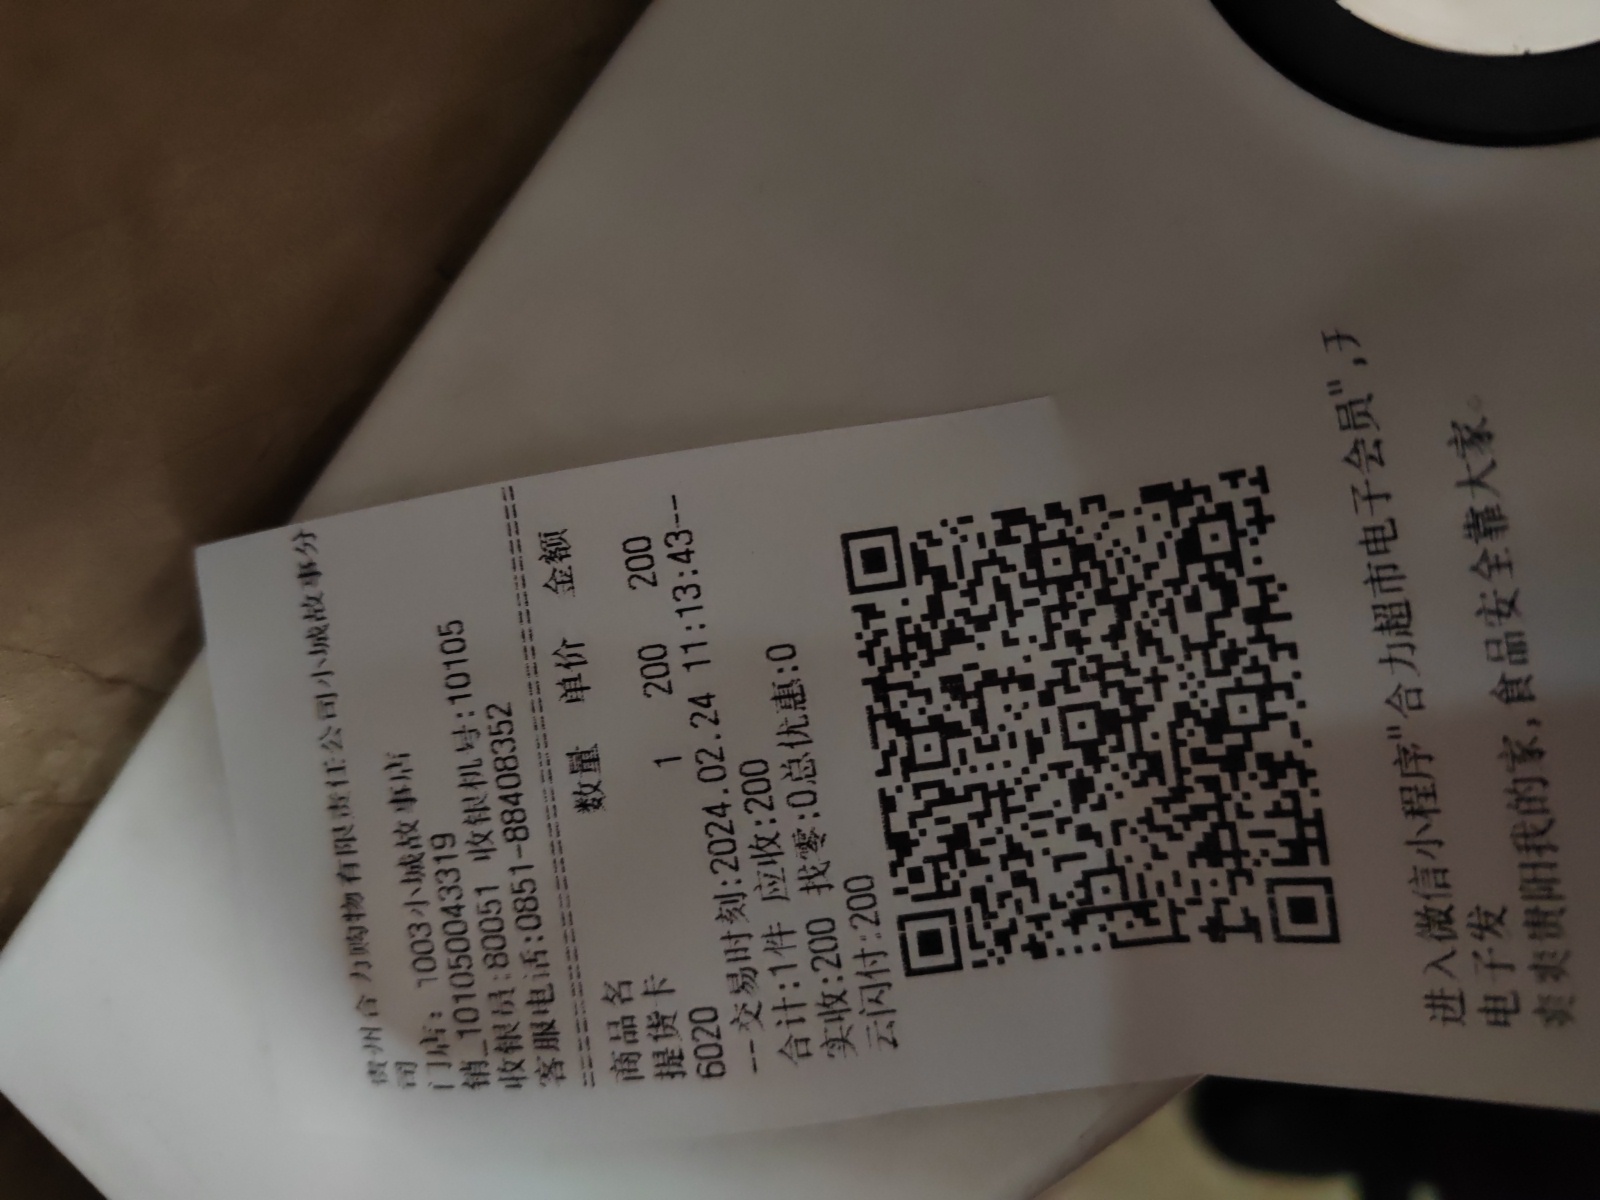 贵州合力购物有限责任公司小城故事分
司
门店: 1003小城故事店
销_1010500433​19
收银员:80051 收银机号:10105
客服电话:0851-88408352
==========================================
商品名 数量 单价 金额
提货卡 1 200 200
6020
--交易时刻:2024.02.24 11:13:43--
合计:1件 应收:200
实收:200 找零:0总优惠:0
云闪付:200
进入微信小程序"合力超市电子会员",
电子发
爽爽贵阳我的家,食品安全靠大家。